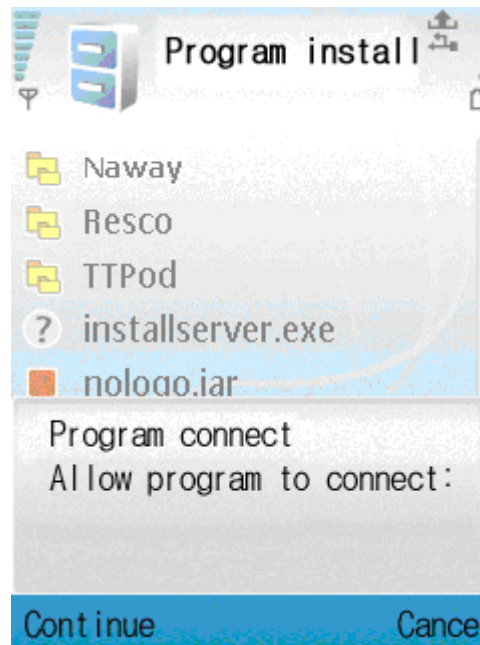 Program install
Naway
Resco
TTPod
installserver.exe
nologo.jar
Program connect
Allow program to connect:
Continue
Cance